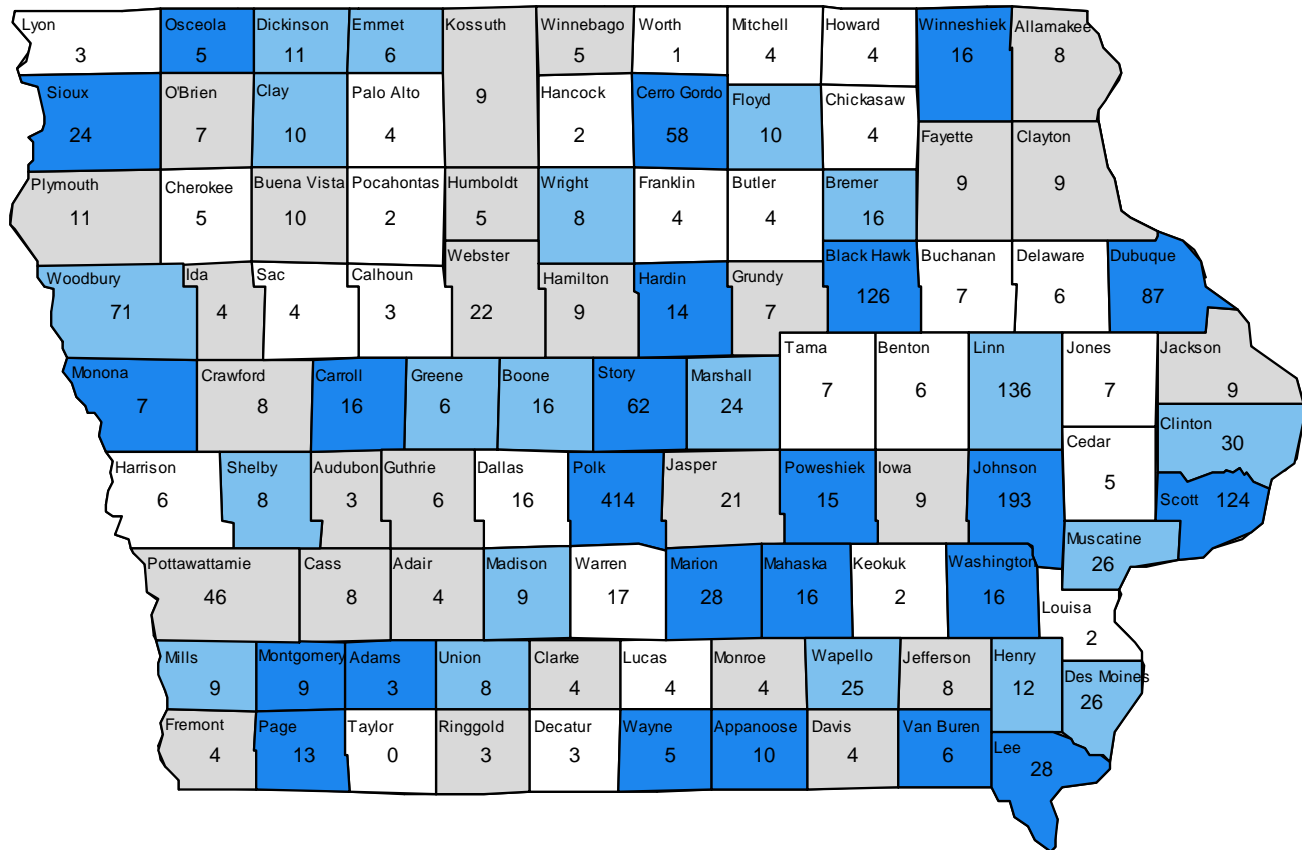 Lyon Osceola Dickinson Emmet Kossuth Winnebago Worth Mitchell Howard Winneshiek Allamakee
3 5 11 6 9 5 1 4 4 16 8
Sioux O'Brien Clay Palo Alto Hancock Cerro Gordo Floyd Chickasaw Fayette Clayton
24 7 10 4 2 58 10 4 9 9
Plymouth Cherokee Buena Vista Pocahontas Humboldt Wright Franklin Butler Bremer
11 5 10 2 5 8 4 4 16
Woodbury Ida Sac Calhoun Webster Hamilton Hardin Grundy Black Hawk Buchanan Delaware Dubuque
71 4 4 3 22 9 14 7 126 7 6 87
Monona Crawford Carroll Greene Boone Story Marshall Tama Benton Linn Jones Jackson
7 8 16 6 16 62 24 7 6 136 7 9
Clinton
30
Harrison Shelby Audubon Guthrie Dallas Polk Jasper Poweshiek Iowa Johnson Cedar Scott
6 8 3 6 16 414 21 15 9 193 5 124
Pottawattamie Cass Adair Madison Warren Marion Mahaska Keokuk Washington Muscatine
46 8 4 9 17 28 16 2 16 26
Louisa
2
Mills Montgomery Adams Union Clarke Lucas Monroe Wapello Jefferson Henry Des Moines
9 9 3 8 4 4 4 25 8 12 26
Fremont Page Taylor Ringgold Decatur Wayne Appanoose Davis Van Buren Lee
4 13 0 3 3 5 10 4 6 28